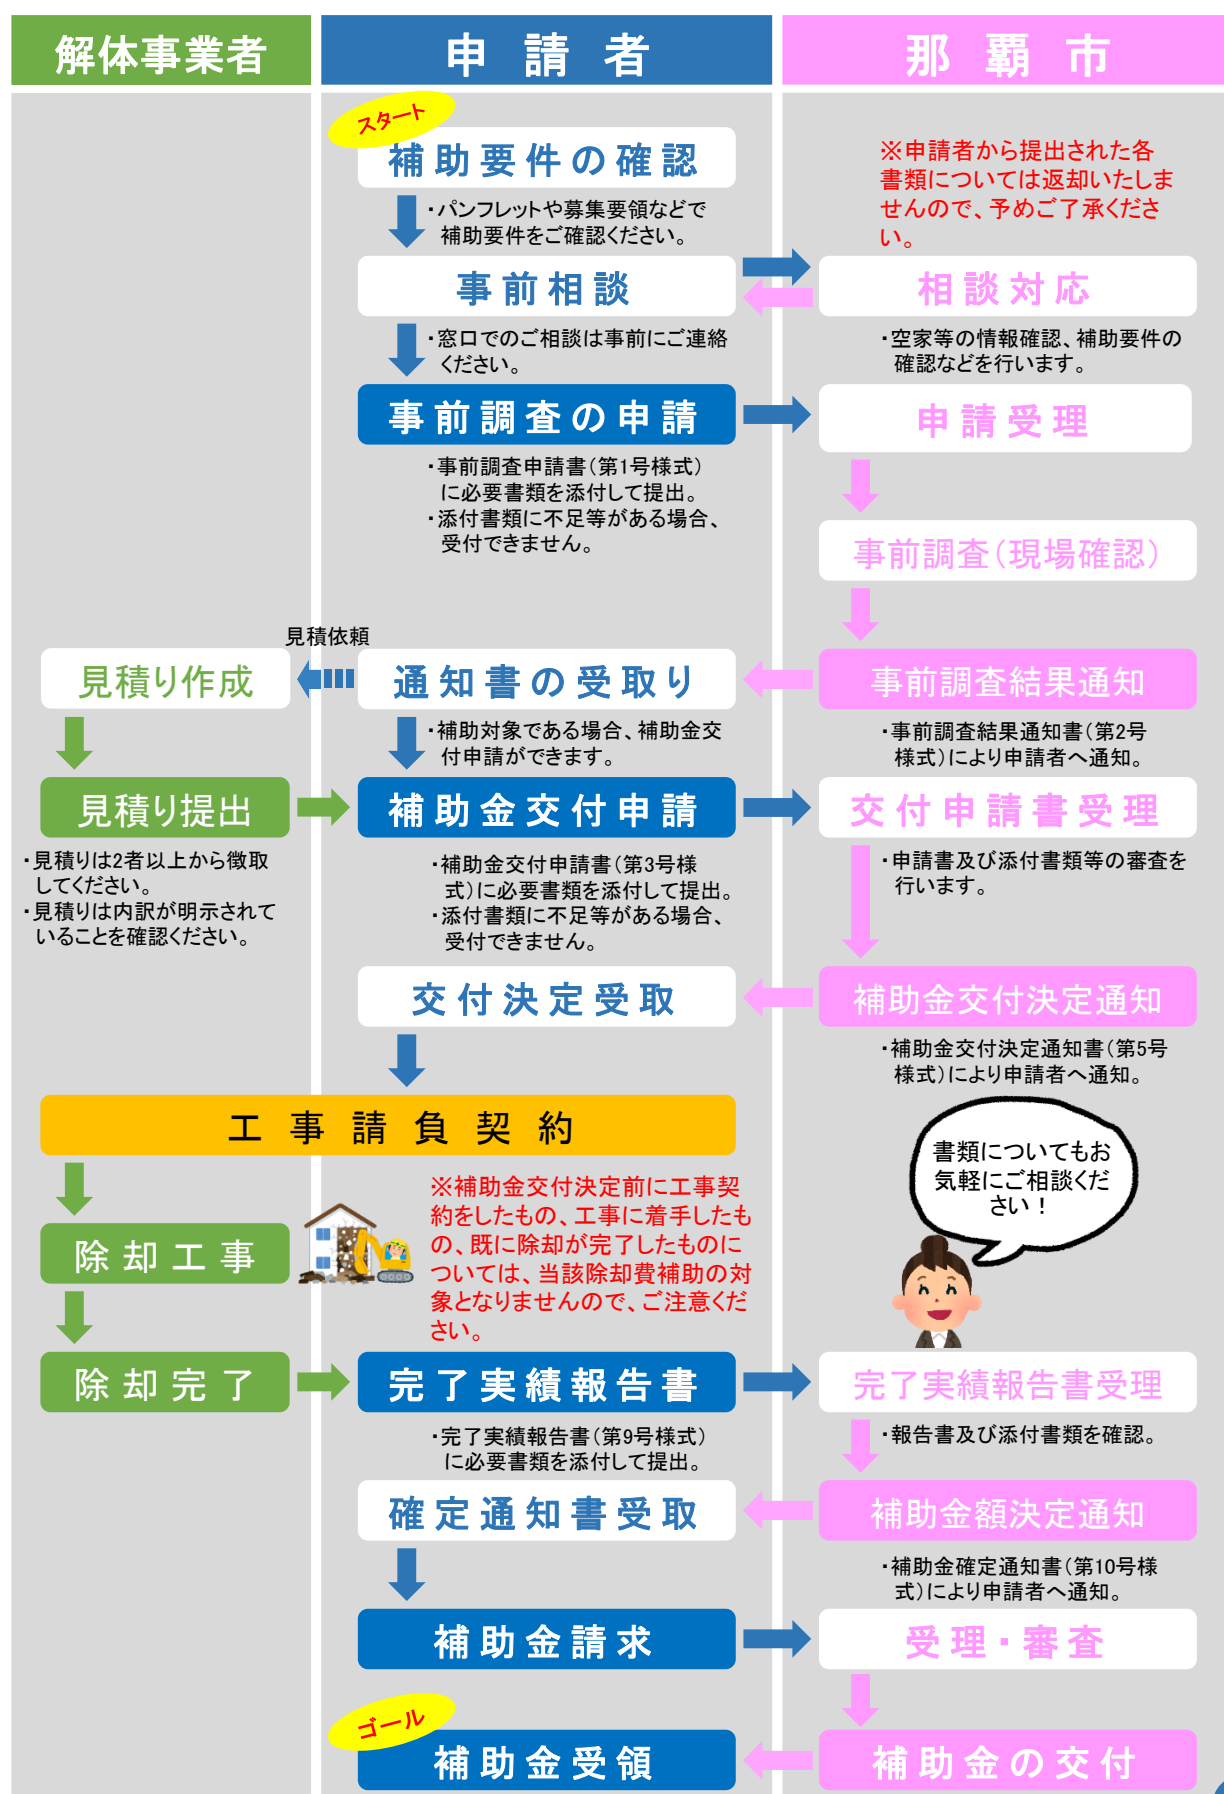 解体事業者
申請者
那覇市
スタート
補助要件の確認
・パンフレットや募集要領などで
補助要件をご確認ください。
※申請者から提出された各
書類については返却いたしま
せんので、予めご了承くださ
い。
事前相談
相談対応
・窓口でのご相談は事前にご連絡
ください。
・空家等の情報確認、補助要件の
確認などを行います。
事前調査の申請
申請受理
・事前調査申請書(第1号様式)
に必要書類を添付して提出。
・添付書類に不足等がある場合、
受付できません。
事前調査(現場確認)
見積依頼
見積り作成
通知書の受取り
事前調査結果通知
・補助対象である場合、補助金交
付申請ができます。
・事前調査結果通知書(第2号
様式)により申請者へ通知。
見積り提出
補助金交付申請
交付申請書受理
・見積りは2者以上から徴取
してください。
・見積りは内訳が明示されて
いることを確認ください。
・補助金交付申請書(第3号様
式)に必要書類を添付して提出。
・添付書類に不足等がある場合、
受付できません。
・申請書及び添付書類等の審査を
行います。
交付決定受取
補助金交付決定通知
・補助金交付決定通知書(第5号
様式)により申請者へ通知。
工事請負契約
書類についてもお
気軽にご相談くだ
さい!
※補助金交付決定前に工事契
約をしたもの、工事に着手したも
の、既に除却が完了したものに
ついては、当該除却費補助の対
象となりませんので、ご注意くだ
さい。
除却工事
除却完了
完了実績報告書
完了実績報告書受理
・完了実績報告書(第9号様式)
に必要書類を添付して提出。
・報告書及び添付書類を確認。
確定通知書受取
補助金額決定通知
・補助金確定通知書(第10号様
式)により申請者へ通知。
補助金請求
受理・審査
ゴール
補助金受領
補助金の交付